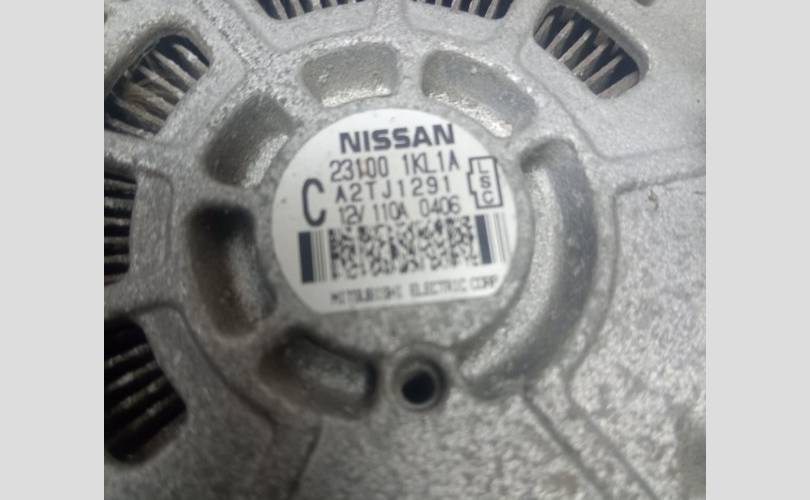 NISSAN
23100 1KL1A
C
A2TJ1291
12V 110A 0406
LSC
MITSUBISHI ELECTRIC CORP